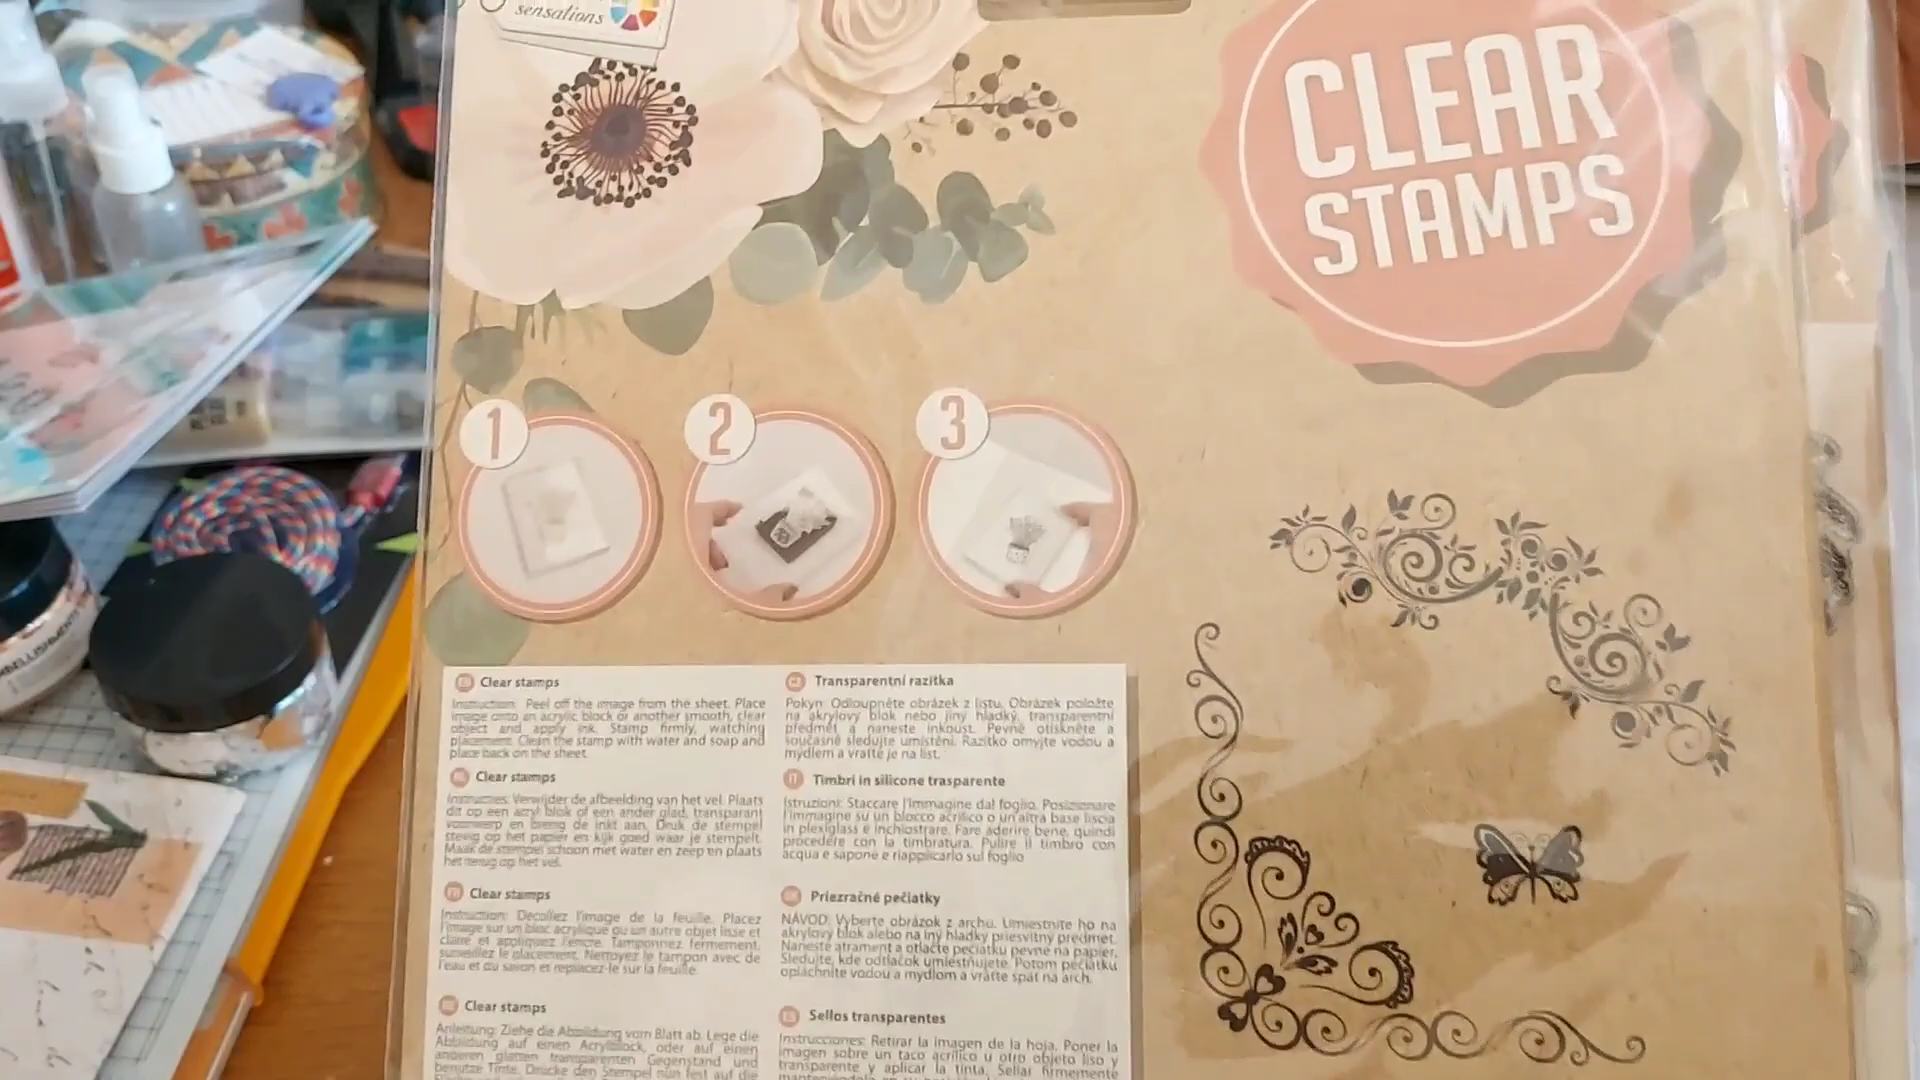 sensations
CLEAR
STAMPS
1
2
3
Clear stamps
Instruction: Peel off the image from the sheet. Place
image onto an acrylic block or another smooth, clear
object and apply ink. Stamp firmly, watching
placement. Clean the stamp with water and soap and
place back on the sheet.
Clear stamps
Instructies: Verwijder de afbeelding van het vel. Plaats
dit op een acryl blok of een ander glad, transparant
voorwerp en breng de inkt aan. Druk de stempel
stevig op het papier en kijk goed waar je stempelt.
Maak de stempel schoon met water en zeep en plaats
het terug op het vel.
FR Clear stamps
Instruction: Décollez l'image de la feuille. Placez
l'image sur un bloc acrylique ou un autre objet lisse et
claire et appliquez l'encre. Tamponnez fermement,
surveillez le placement. Nettoyez le tampon avec de
l'eau et du savon et replacez-le sur la feuille.
Clear stamps
Anleitung: Ziehe die Abbildung vom Blatt ab. Lege die
Abbildung auf einen Acrylblock, oder auf einen
anderen glatten transparenten Gegenstand und
benutze Tinte. Drücke den Stempel nun fest auf die
Transparentní razítka
Pokyn: Odloupněte obrázek z listu. Obrázek položte
na akrylový blok nebo jiný hladký, transparentní
předmět a naneste inkoust. Pevně otiskněte a
současně sledujte umístění. Razítko omyjte vodou a
mýdlem a vraťte je na list.
IT Timbri in silicone trasparente
Istruzioni: Staccare l'immagine dal foglio. Posizionare
l'immagine su un blocco acrilico o un'altra base liscia
in plexiglass e inchiostrare. Fare aderire bene, quindi
procedere con la timbratura. Pulire il timbro con
acqua e sapone e riapplicarlo sul foglio
Priezračné pečiatky
NÁVOD: Vyberte obrázok z archu. Umiestnite ho na
akrylový blok alebo na iný hladký priesvitný predmet.
Naneste atrament a otlačte pečiatku pevne na papier.
Sledujte, kde odtlačok umiestňujete. Potom pečiatku
opláchnite vodou a mydlom a vráťte späť na arch.
ES Sellos transparentes
Instrucciones: Retirar la imagen de la hoja. Poner la
imagen sobre un taco acrílico u otro objeto liso y
transparente y aplicar la tinta. Sellar firmemente